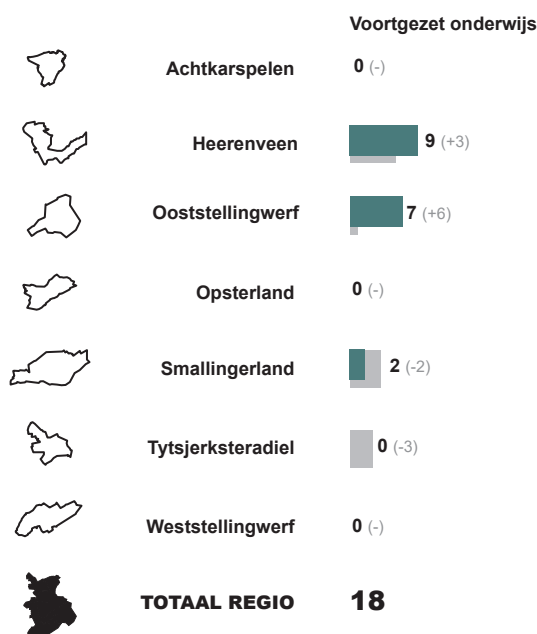 Voortgezet onderwijs
Achtkarspelen 0 (-)
Heerenveen 9 (+3)
Ooststellingwerf 7 (+6)
Opsterland 0 (-)
Smallingerland 2 (-2)
Tytsjerksteradiel 0 (-3)
Weststellingwerf 0 (-)
TOTAAL REGIO 18